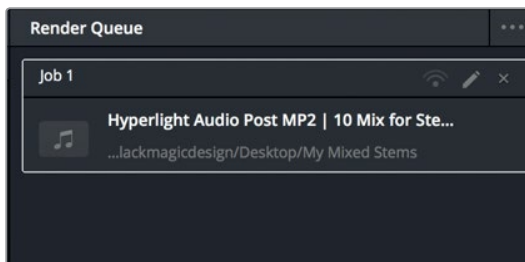 Render Queue
Job 1
Hyperlight Audio Post MP2 | 10 Mix for Ste...
...lackmagicdesign/Desktop/My Mixed Stems